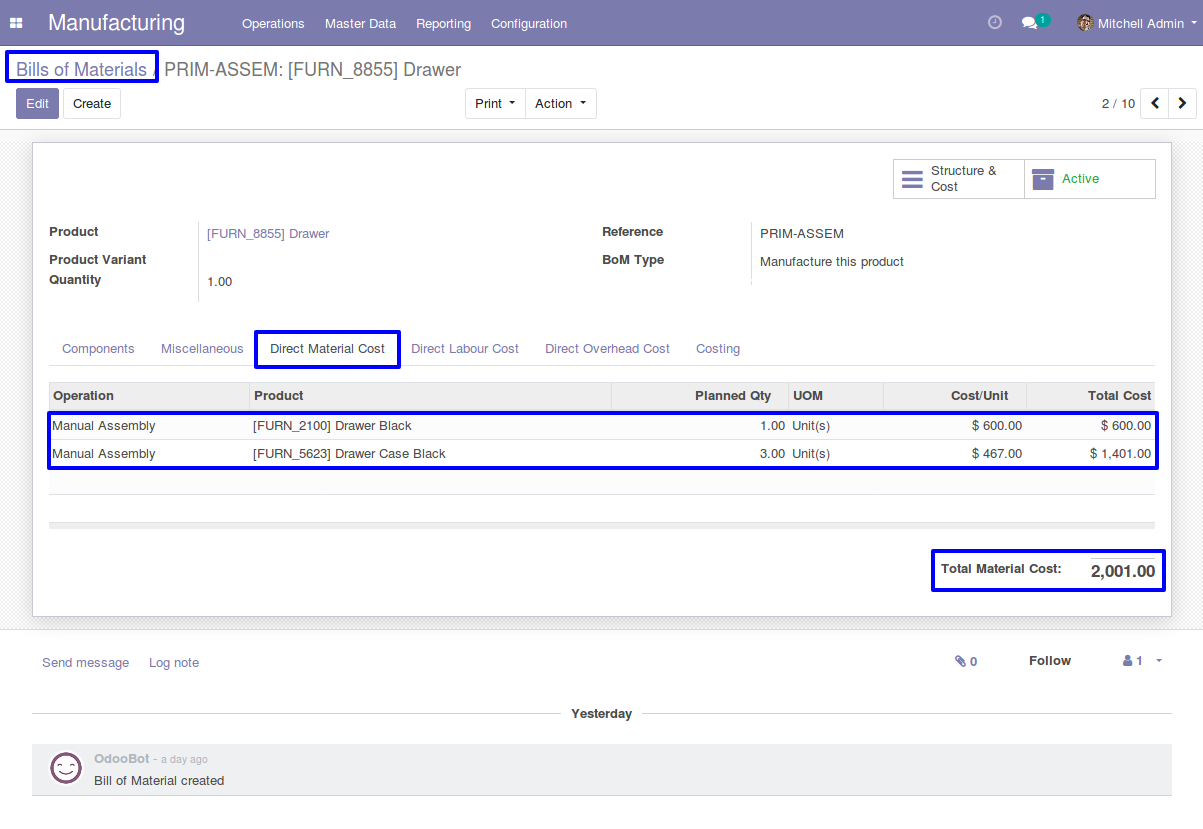 Manufacturing Operations Master Data Reporting Configuration 1 Mitchell Admin
Bills of Materials / PRIM-ASSEM: [FURN_8855] Drawer
Edit Create Print Action 2 / 10
Structure & Cost
Active
Product [FURN_8855] Drawer
Product Variant
Quantity 1.00
Reference PRIM-ASSEM
BoM Type Manufacture this product
Components Miscellaneous Direct Material Cost Direct Labour Cost Direct Overhead Cost Costing
Operation Product Planned Qty UOM Cost/Unit Total Cost
Manual Assembly [FURN_2100] Drawer Black 1.00 Unit(s) $ 600.00 $ 600.00
Manual Assembly [FURN_5623] Drawer Case Black 3.00 Unit(s) $ 467.00 $ 1,401.00
Total Material Cost: 2,001.00
Send message Log note 0 Follow 1
Yesterday
OdooBot - a day ago
Bill of Material created